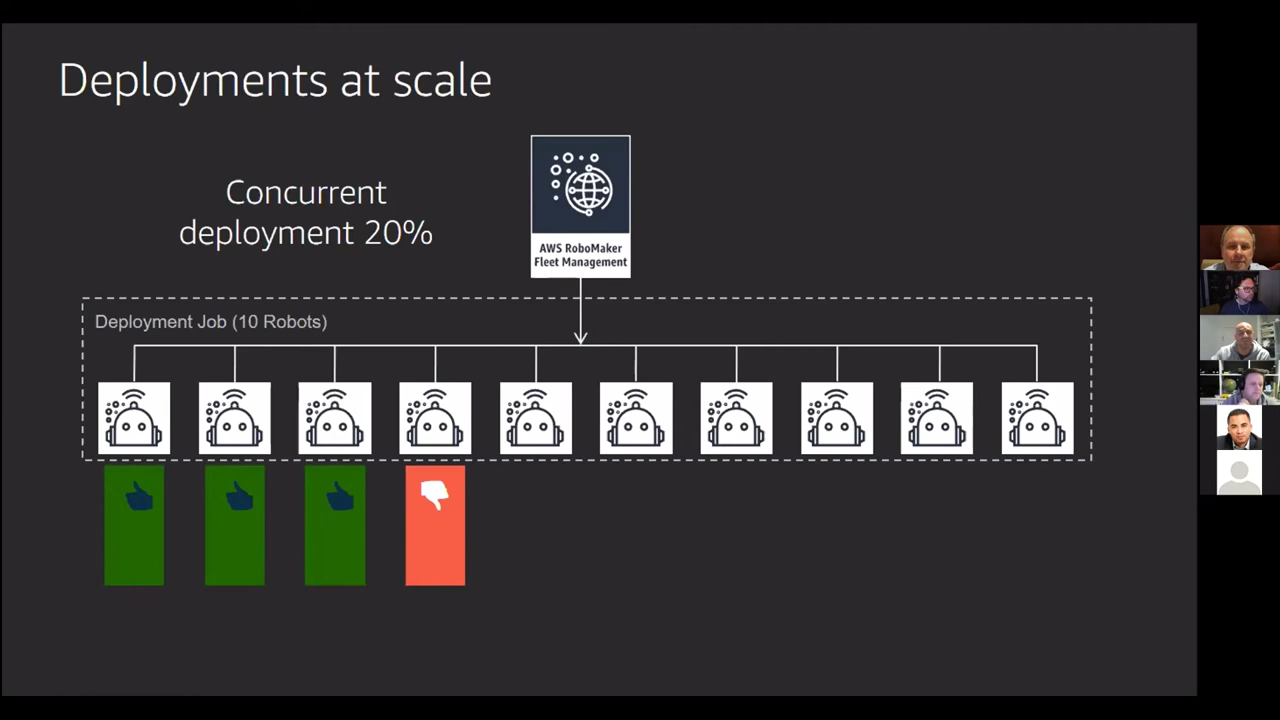 Deployments at scale
Concurrent
deployment 20%
AWS RoboMaker
Fleet Management
Deployment Job (10 Robots)